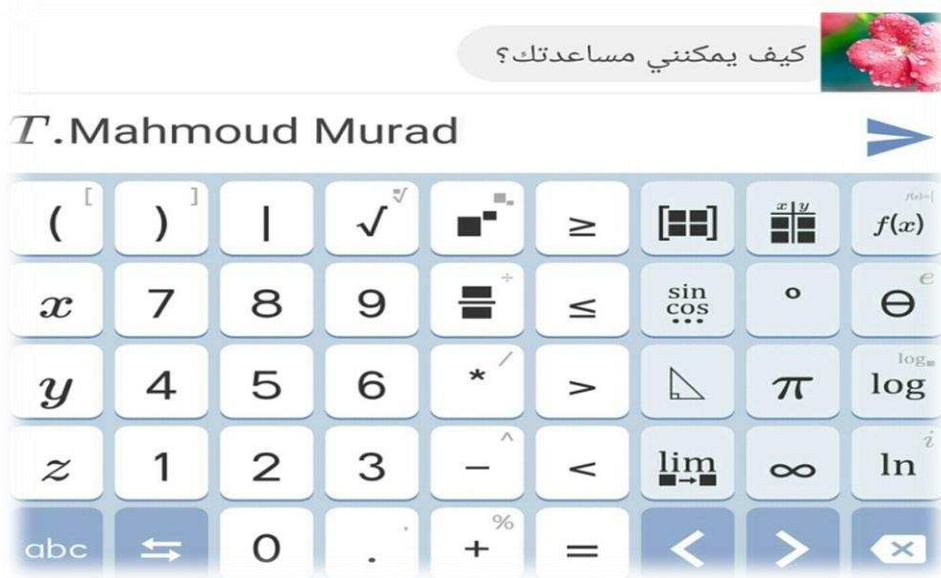 كيف يمكنني مساعدتك؟
T.Mahmoud Murad
( [ ) ] | √ ∛ ■^■ ■_■ ≥ [■■] x|y f(x) f(x)={
x 7 8 9 ÷ ≤ sin cos ... ° θ e
y 4 5 6 * / > π log log
z 1 2 3 − ^ < lim ■→■ ∞ ln i
abc ⇆ 0 . , + % = < >